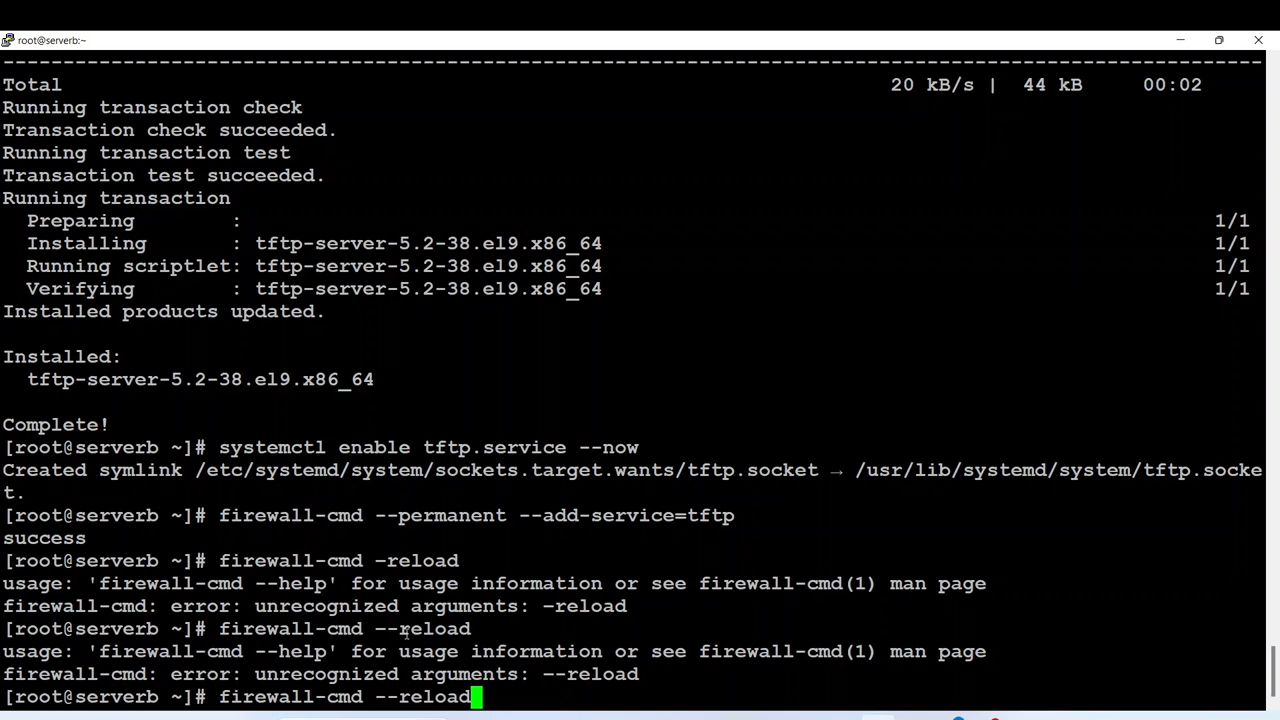 root@serverb:~
--------------------------------------------------------------------------------------------------------
Total 20 kB/s | 44 kB 00:02
Running transaction check
Transaction check succeeded.
Running transaction test
Transaction test succeeded.
Running transaction
Preparing : 1/1
Installing : tftp-server-5.2-38.el9.x86_64 1/1
Running scriptlet: tftp-server-5.2-38.el9.x86_64 1/1
Verifying : tftp-server-5.2-38.el9.x86_64 1/1
Installed products updated.
Installed:
tftp-server-5.2-38.el9.x86_64
Complete!
[root@serverb ~]# systemctl enable tftp.service --now
Created symlink /etc/systemd/system/sockets.target.wants/tftp.socket → /usr/lib/systemd/system/tftp.socke
t.
[root@serverb ~]# firewall-cmd --permanent --add-service=tftp
success
[root@serverb ~]# firewall-cmd –reload
usage: 'firewall-cmd --help' for usage information or see firewall-cmd(1) man page
firewall-cmd: error: unrecognized arguments: –reload
[root@serverb ~]# firewall-cmd -–reload
usage: 'firewall-cmd --help' for usage information or see firewall-cmd(1) man page
firewall-cmd: error: unrecognized arguments: -–reload
[root@serverb ~]# firewall-cmd --reload